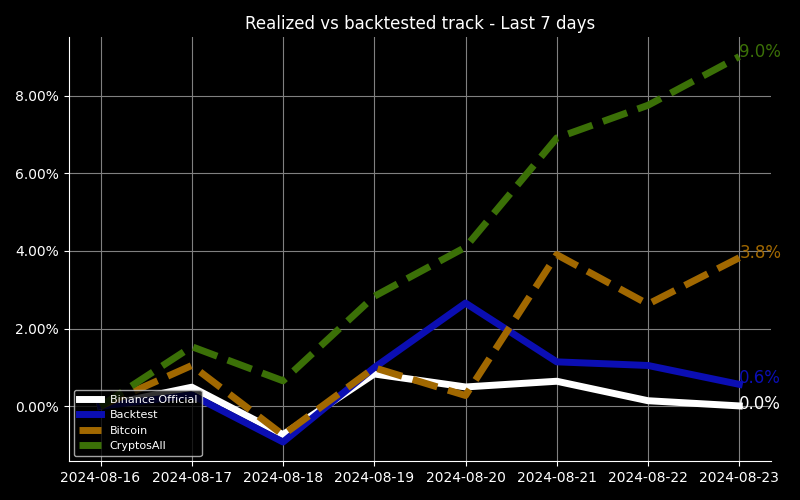 Realized vs backtested track - Last 7 days
9.0%
8.00%
6.00%
4.00%
3.8%
2.00%
0.6%
0.00%
0.0%
Binance Official
Backtest
Bitcoin
CryptosAll
2024-08-16 2024-08-17 2024-08-18 2024-08-19 2024-08-20 2024-08-21 2024-08-22 2024-08-23